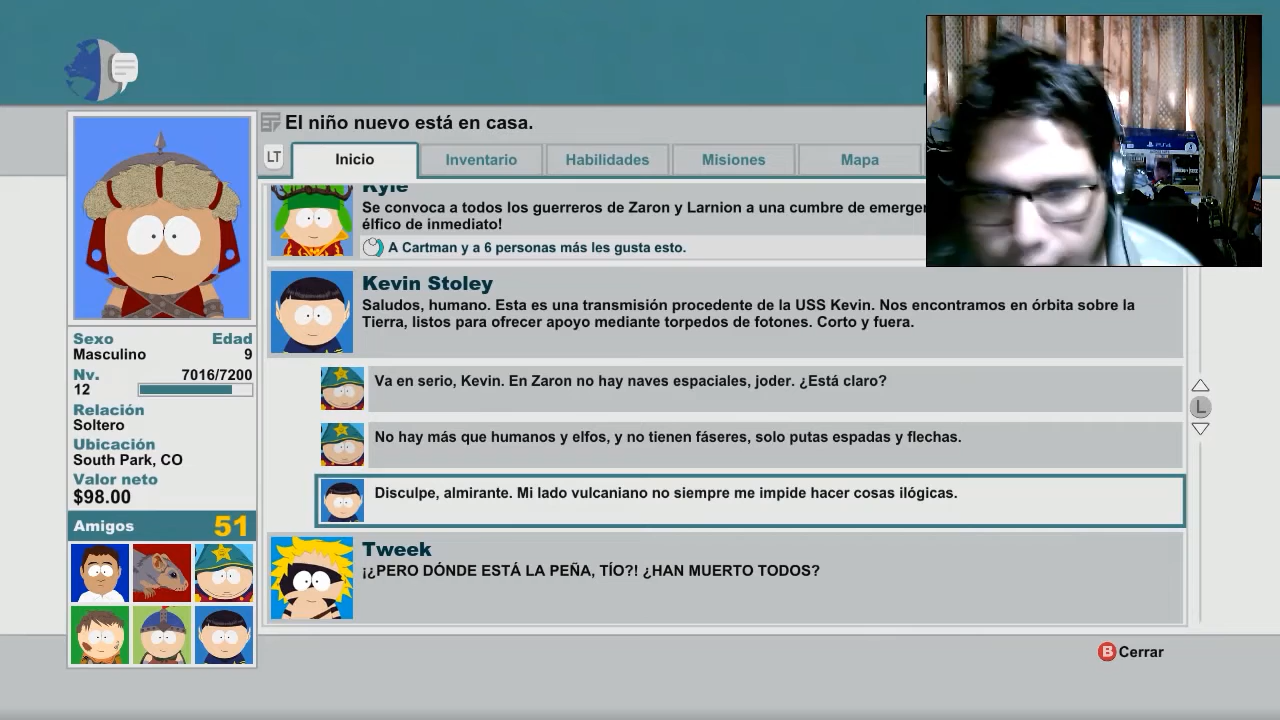 El niño nuevo está en casa.
LT
Inicio
Inventario
Habilidades
Misiones
Mapa
Kyle
Se convoca a todos los guerreros de Zaron y Larnion a una cumbre de
élfico de inmediato!
A Cartman y a 6 personas más les gusta esto.
Kevin Stoley
Saludos, humano. Esta es una transmisión procedente de la USS Kevin. Nos encontramos en órbita sobre la
Tierra, listos para ofrecer apoyo mediante torpedos de fotones. Corto y fuera.
Va en serio, Kevin. En Zaron no hay naves espaciales, joder. ¿Está claro?
No hay más que humanos y elfos, y no tienen fáseres, solo putas espadas y flechas.
Disculpe, almirante. Mi lado vulcaniano no siempre me impide hacer cosas ilógicas.
Tweek
¡¿PERO DÓNDE ESTÁ LA PEÑA, TÍO?! ¿HAN MUERTO TODOS?
Sexo Edad
Masculino 9
Nv. 7016/7200
12
Relación
Soltero
Ubicación
South Park, CO
Valor neto
$98.00
Amigos 51
L
B Cerrar
PS4